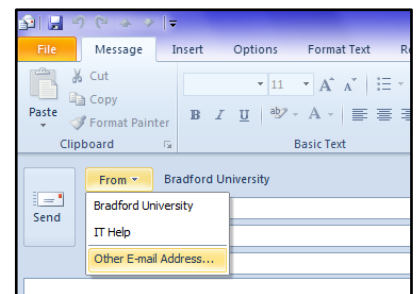 File Message Insert Options Format Text
Cut
11
Copy
Paste
Format Painter
B I U ab A
Clipboard Basic Text
From Bradford University
Send
Bradford University
IT Help
Other E-mail Address...